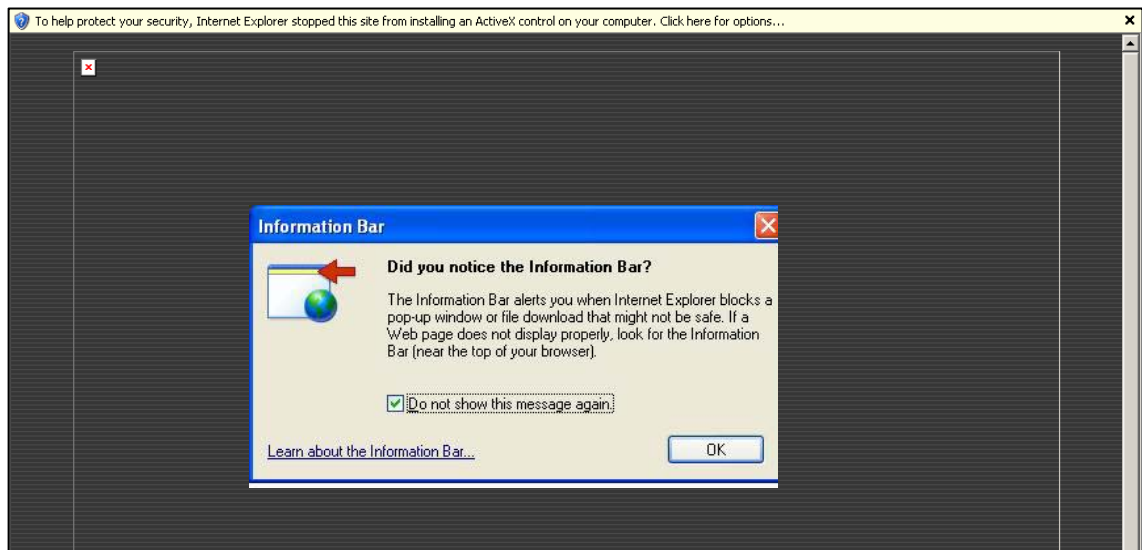 To help protect your security, Internet Explorer stopped this site from installing an ActiveX control on your computer. Click here for options...
Information Bar
Did you notice the Information Bar?
The Information Bar alerts you when Internet Explorer blocks a
pop-up window or file download that might not be safe. If a
Web page does not display properly, look for the Information
Bar (near the top of your browser).
Do not show this message again.
Learn about the Information Bar...
OK